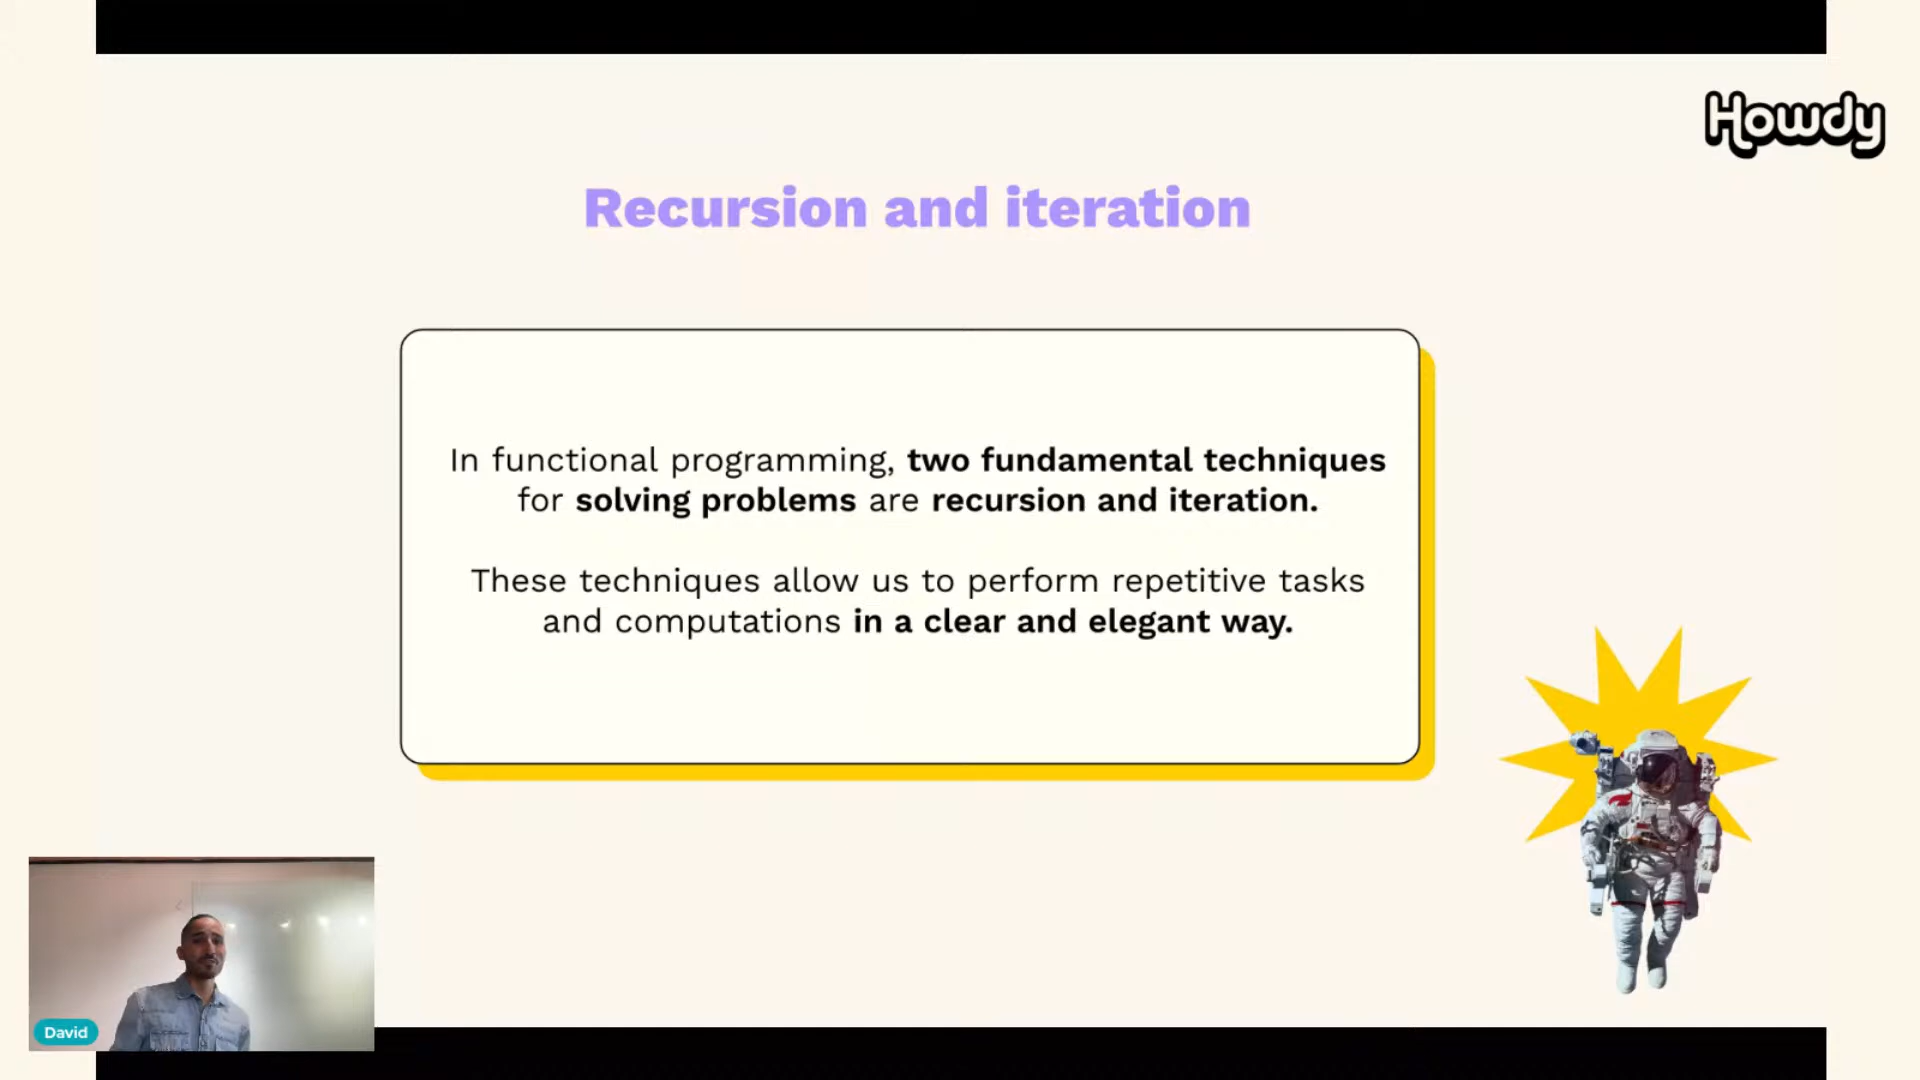 Howdy
Recursion and iteration
In functional programming, two fundamental techniques
for solving problems are recursion and iteration.
These techniques allow us to perform repetitive tasks
and computations in a clear and elegant way.
David